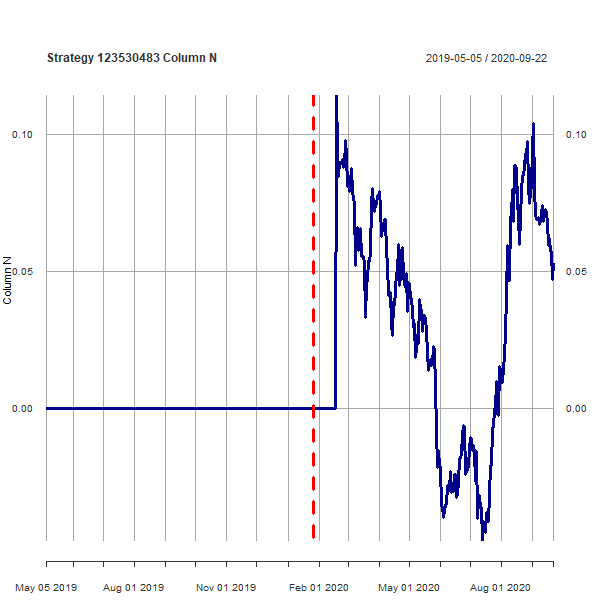 Strategy 123530483 Column N
2019-05-05 / 2020-09-22
0.10
0.10
0.05
0.05
Column N
0.00
0.00
May 05 2019
Aug 01 2019
Nov 01 2019
Feb 01 2020
May 01 2020
Aug 01 2020